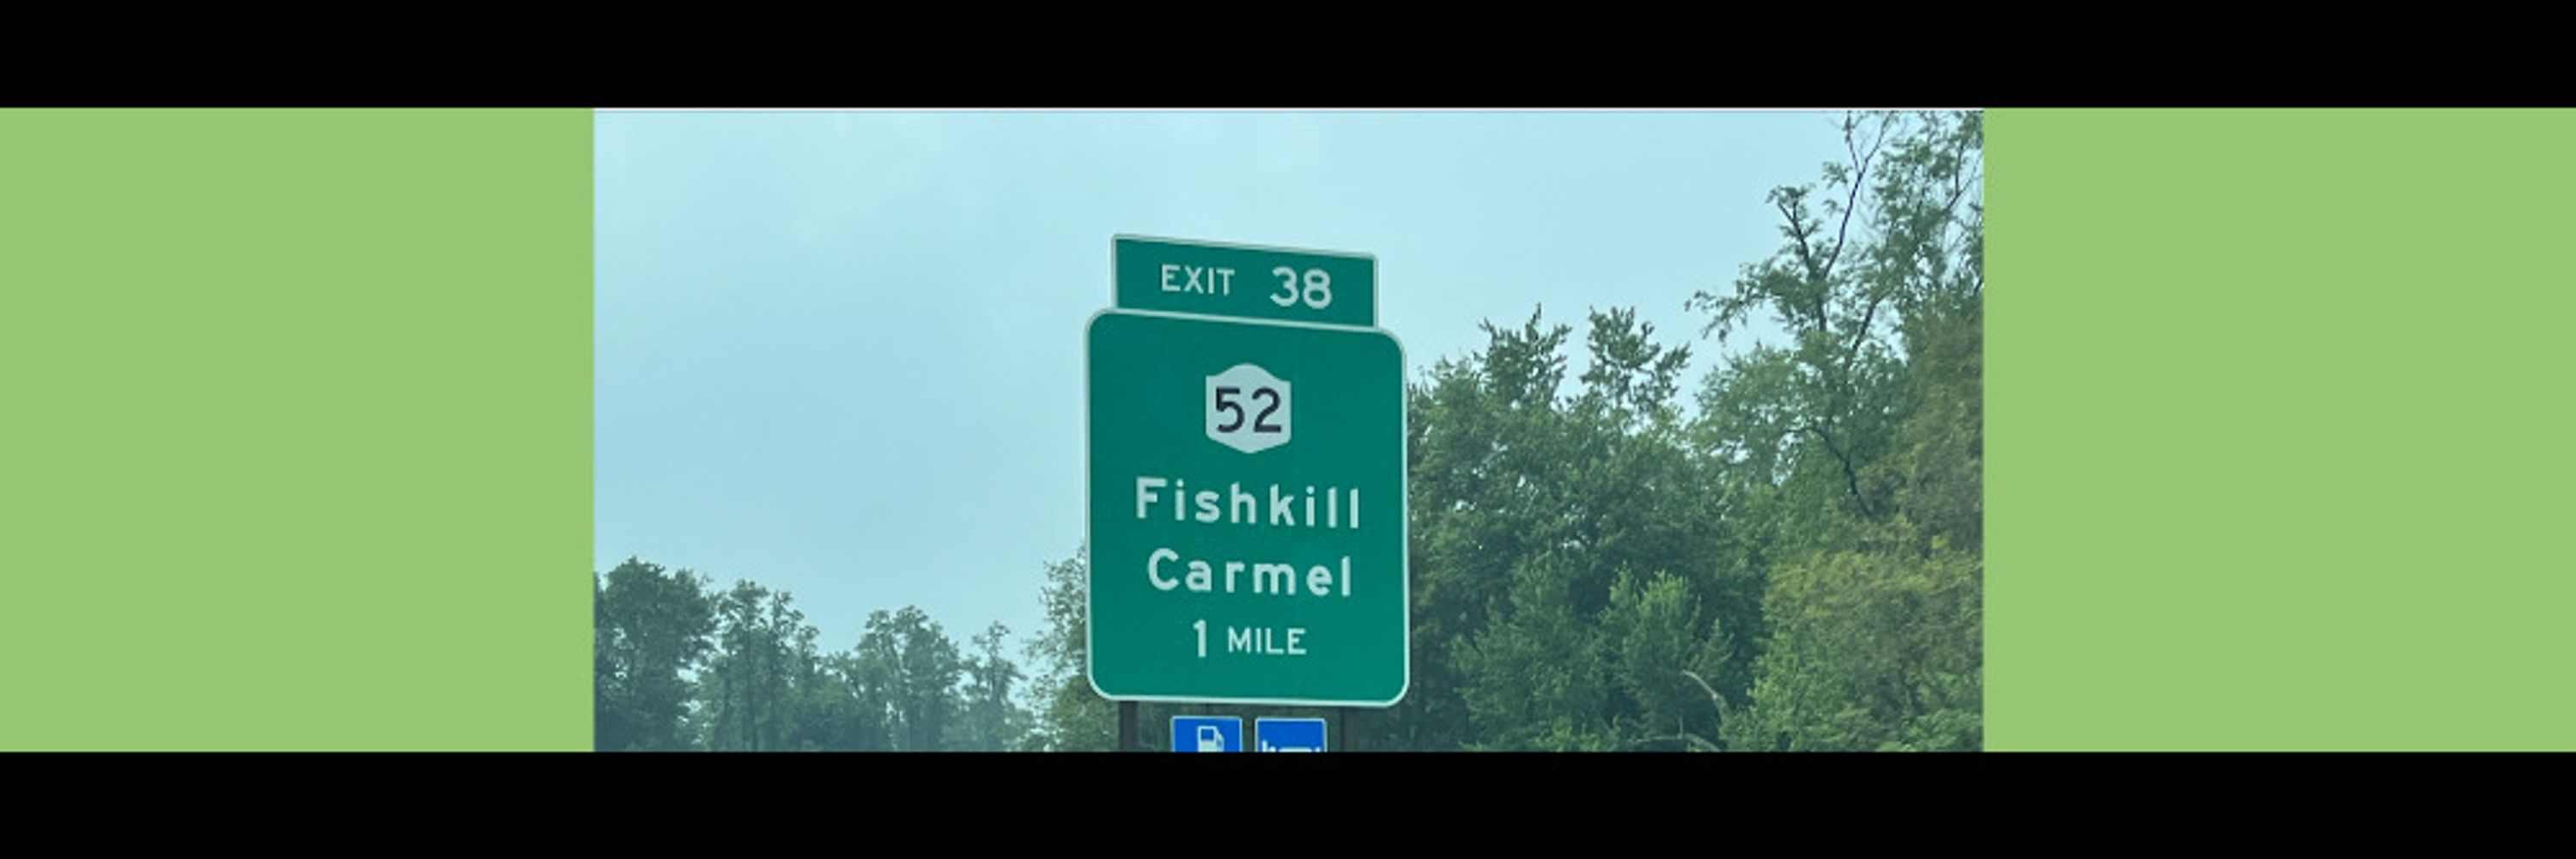 EXIT 38
52
Fishkill
Carmel
1 MILE